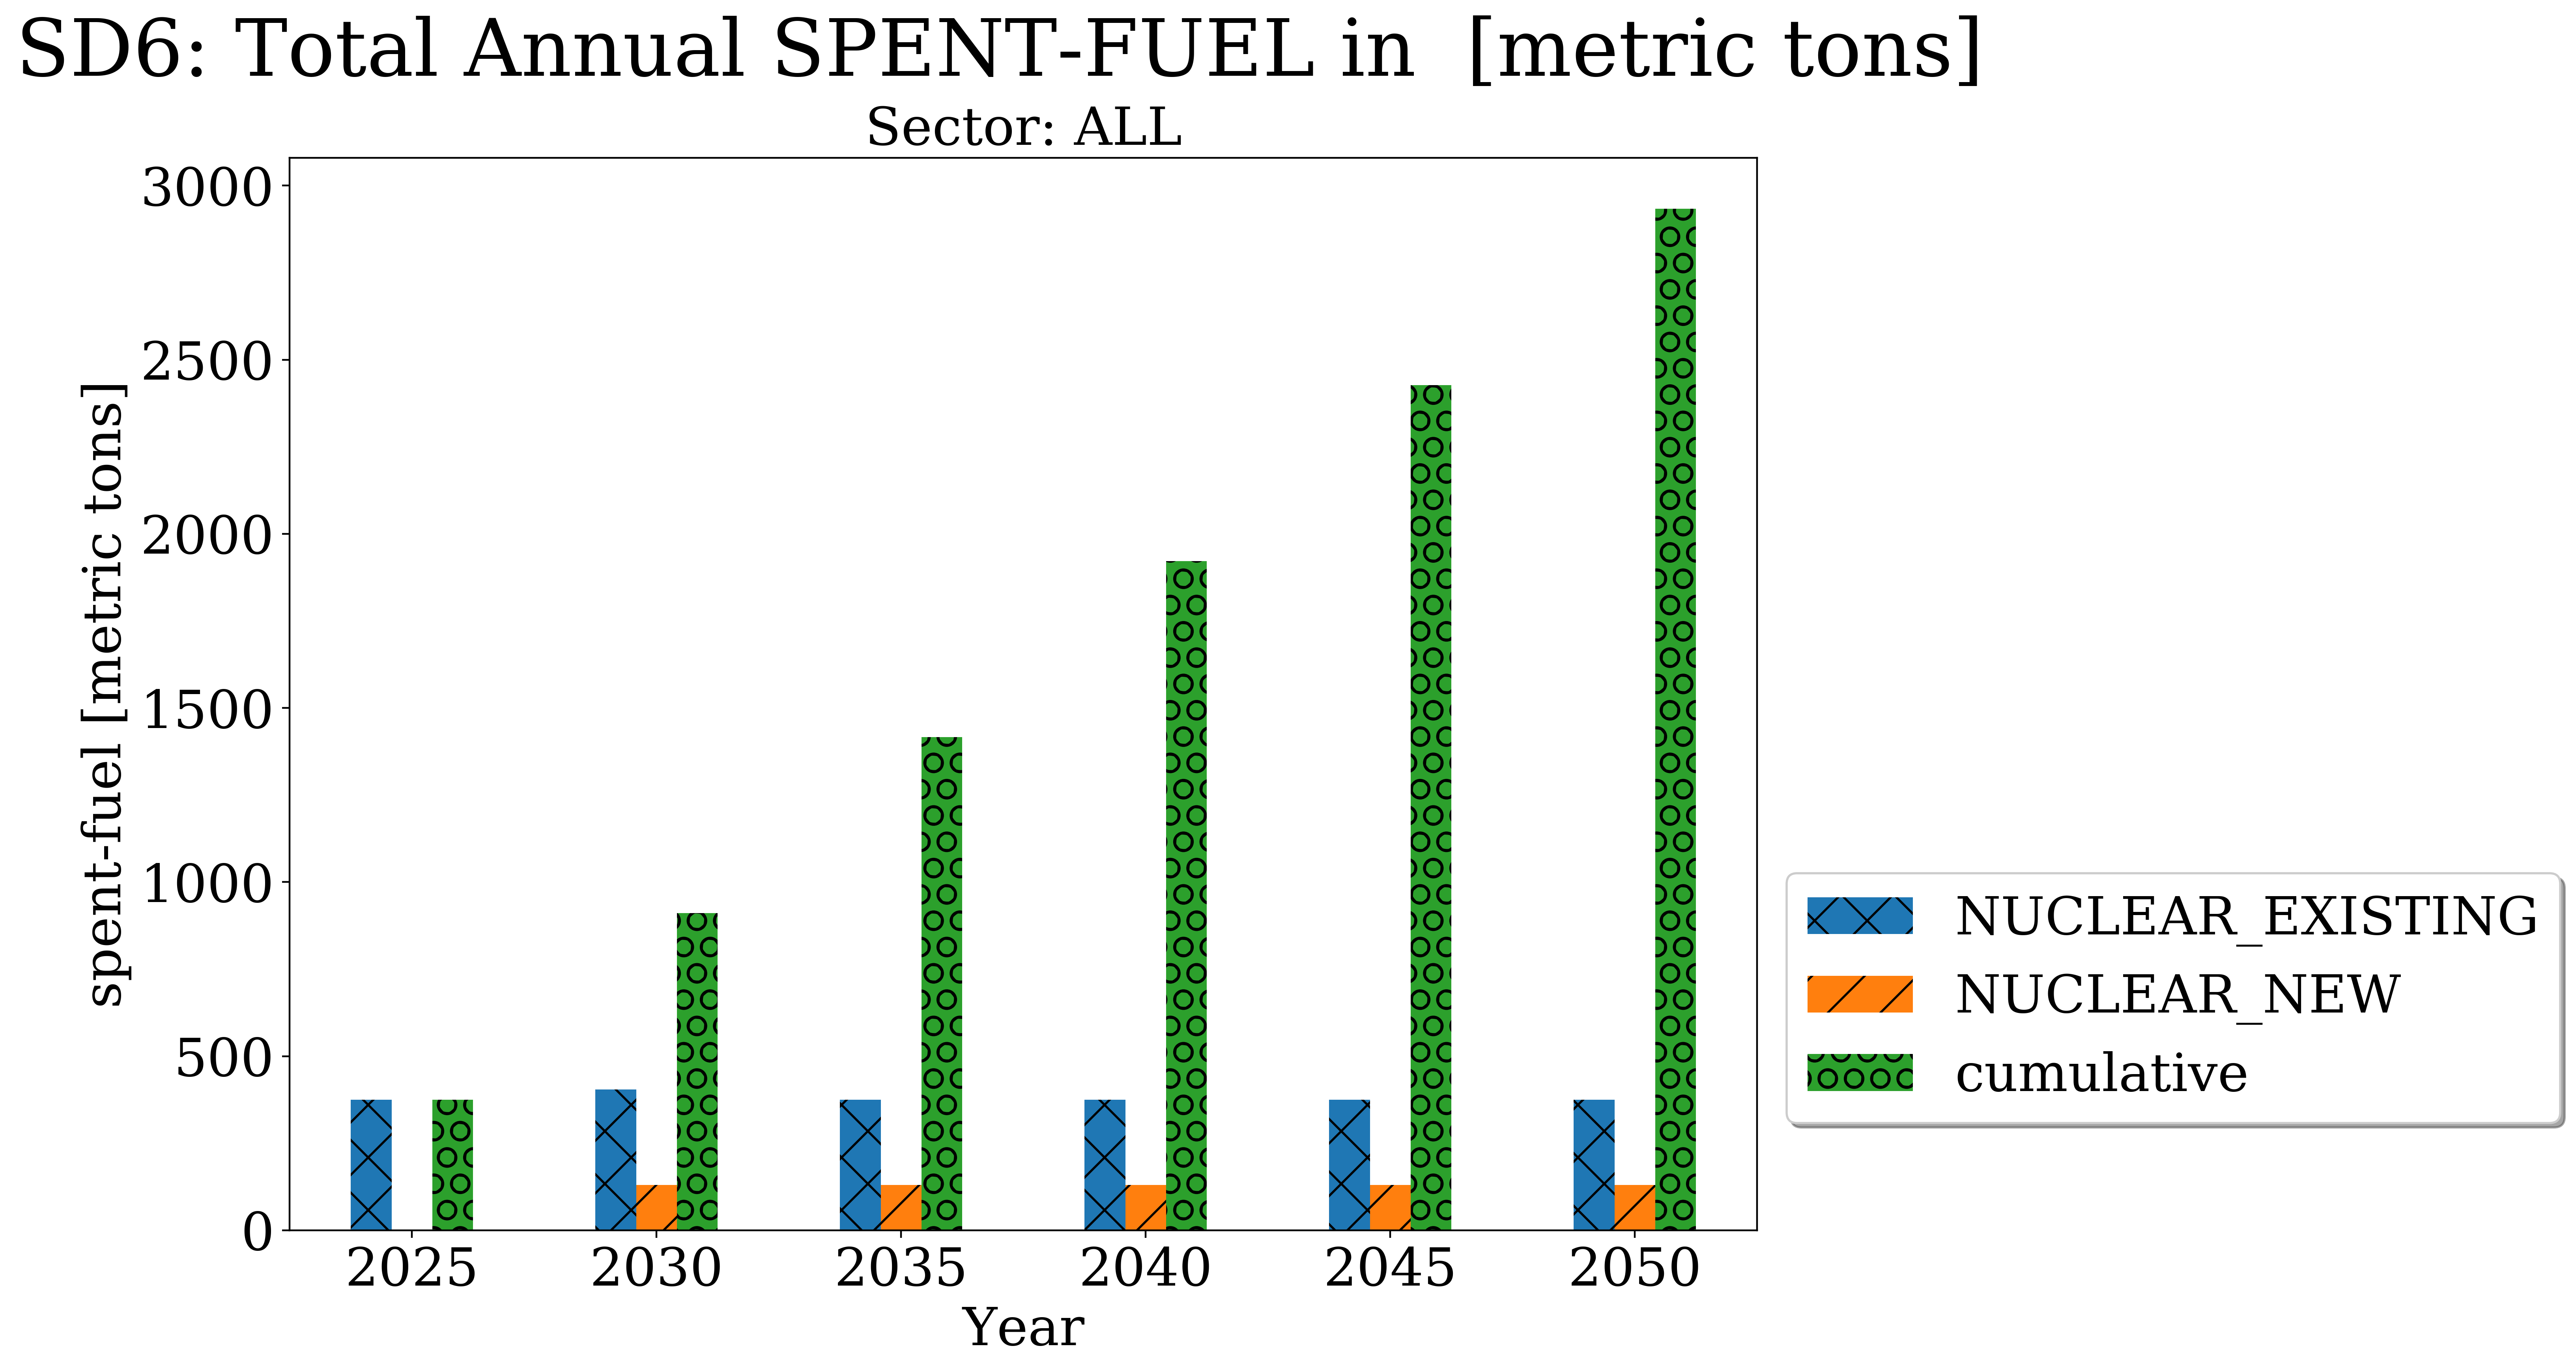 SD6: Total Annual SPENT-FUEL in  [metric tons]
Sector: ALL
spent-fuel [metric tons]
3000
2500
2000
1500
1000
500
0
2025 2030 2035 2040 2045 2050
Year
NUCLEAR_EXISTING
NUCLEAR_NEW
cumulative